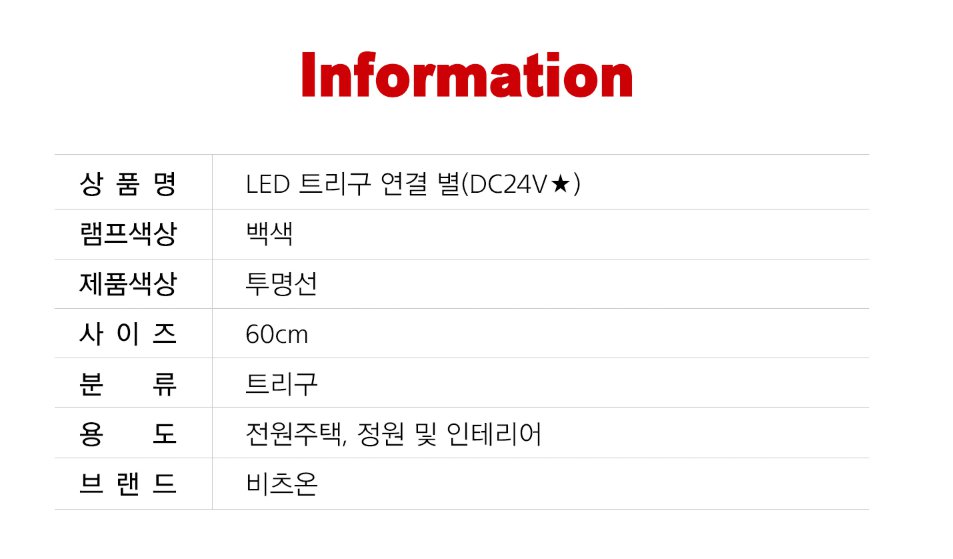 Information
상 품 명 LED 트리구 연결 별(DC24V★)
램프색상 백색
제품색상 투명선
사 이 즈 60cm
분 류 트리구
용 도 전원주택, 정원 및 인테리어
브 랜 드 비츠온